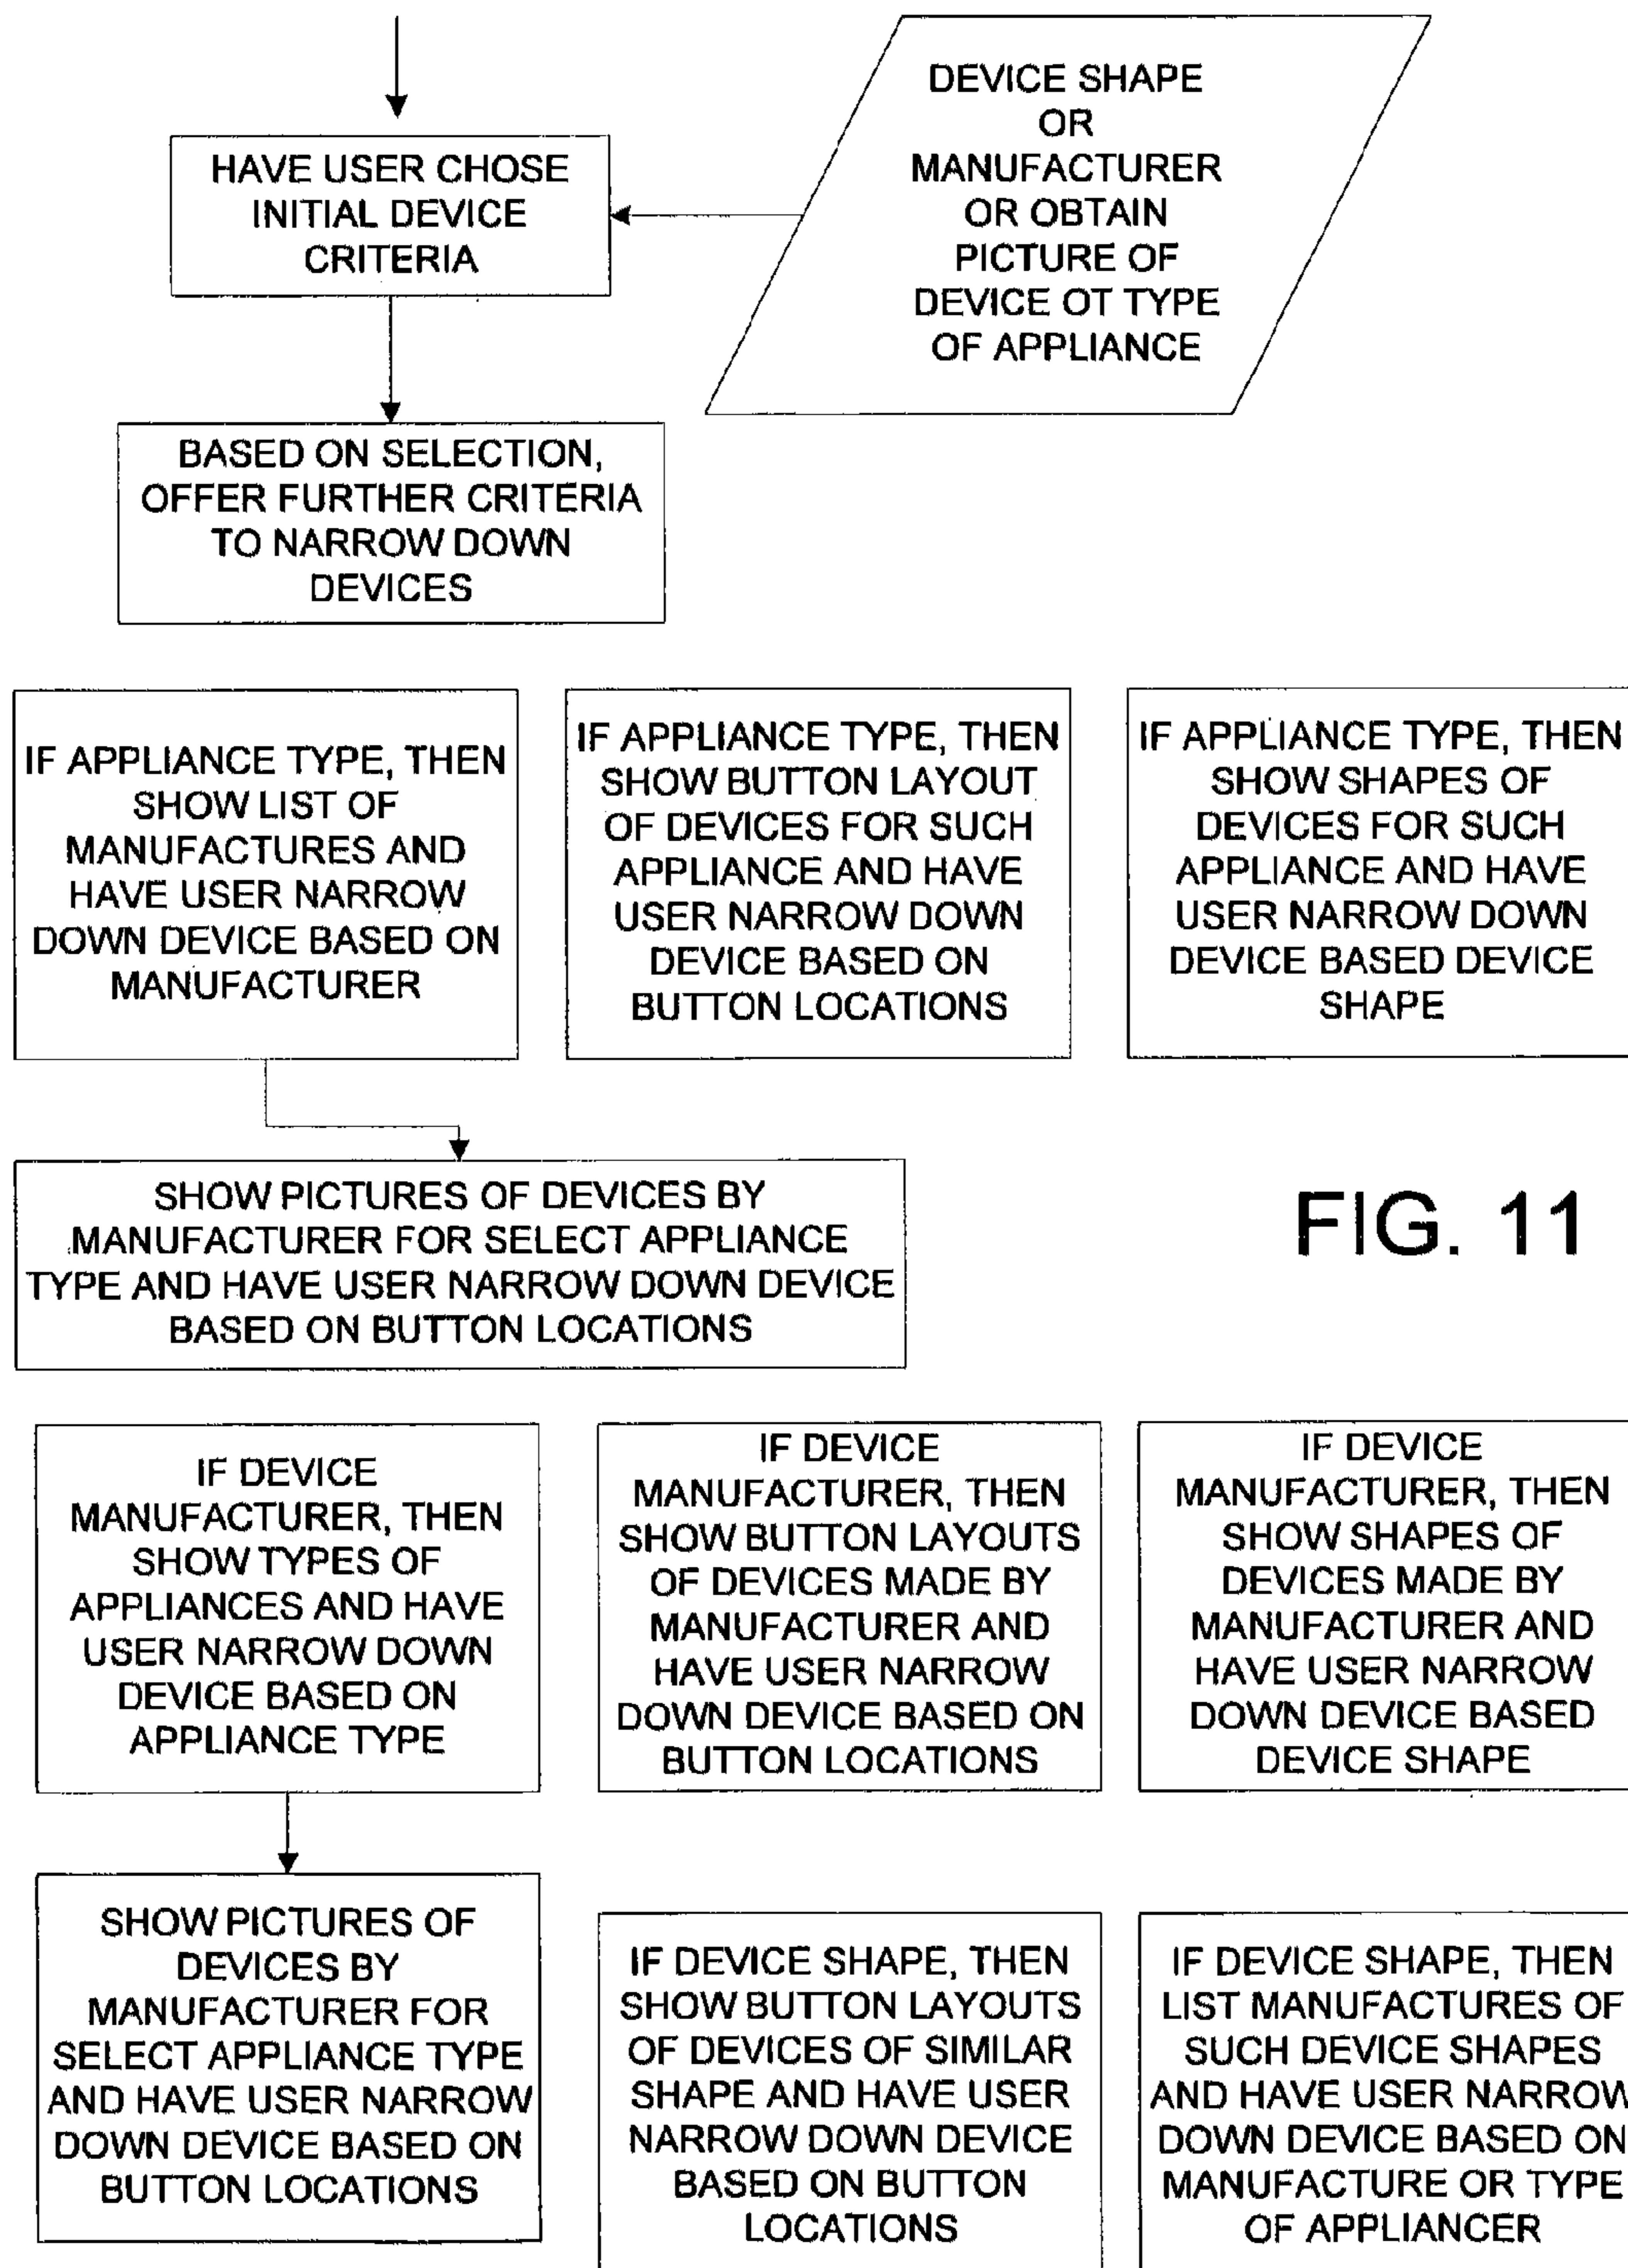 HAVE USER CHOSE
INITIAL DEVICE
CRITERIA
DEVICE SHAPE
OR
MANUFACTURER
OR OBTAIN
PICTURE OF
DEVICE OT TYPE
OF APPLIANCE
BASED ON SELECTION,
OFFER FURTHER CRITERIA
TO NARROW DOWN
DEVICES
IF APPLIANCE TYPE, THEN
SHOW LIST OF
MANUFACTURES AND
HAVE USER NARROW
DOWN DEVICE BASED ON
MANUFACTURER
IF APPLIANCE TYPE, THEN
SHOW BUTTON LAYOUT
OF DEVICES FOR SUCH
APPLIANCE AND HAVE
USER NARROW DOWN
DEVICE BASED ON
BUTTON LOCATIONS
IF APPLIANCE TYPE, THEN
SHOW SHAPES OF
DEVICES FOR SUCH
APPLIANCE AND HAVE
USER NARROW DOWN
DEVICE BASED DEVICE
SHAPE
SHOW PICTURES OF DEVICES BY
MANUFACTURER FOR SELECT APPLIANCE
TYPE AND HAVE USER NARROW DOWN DEVICE
BASED ON BUTTON LOCATIONS
FIG. 11
IF DEVICE
MANUFACTURER, THEN
SHOW TYPES OF
APPLIANCES AND HAVE
USER NARROW DOWN
DEVICE BASED ON
APPLIANCE TYPE
IF DEVICE
MANUFACTURER, THEN
SHOW BUTTON LAYOUTS
OF DEVICES MADE BY
MANUFACTURER AND
HAVE USER NARROW
DOWN DEVICE BASED ON
BUTTON LOCATIONS
IF DEVICE
MANUFACTURER, THEN
SHOW SHAPES OF
DEVICES MADE BY
MANUFACTURER AND
HAVE USER NARROW
DOWN DEVICE BASED
DEVICE SHAPE
SHOW PICTURES OF
DEVICES BY
MANUFACTURER FOR
SELECT APPLIANCE TYPE
AND HAVE USER NARROW
DOWN DEVICE BASED ON
BUTTON LOCATIONS
IF DEVICE SHAPE, THEN
SHOW BUTTON LAYOUTS
OF DEVICES OF SIMILAR
SHAPE AND HAVE USER
NARROW DOWN DEVICE
BASED ON BUTTON
LOCATIONS
IF DEVICE SHAPE, THEN
LIST MANUFACTURES OF
SUCH DEVICE SHAPES
AND HAVE USER NARROW
DOWN DEVICE BASED ON
MANUFACTURE OR TYPE
OF APPLIANCER